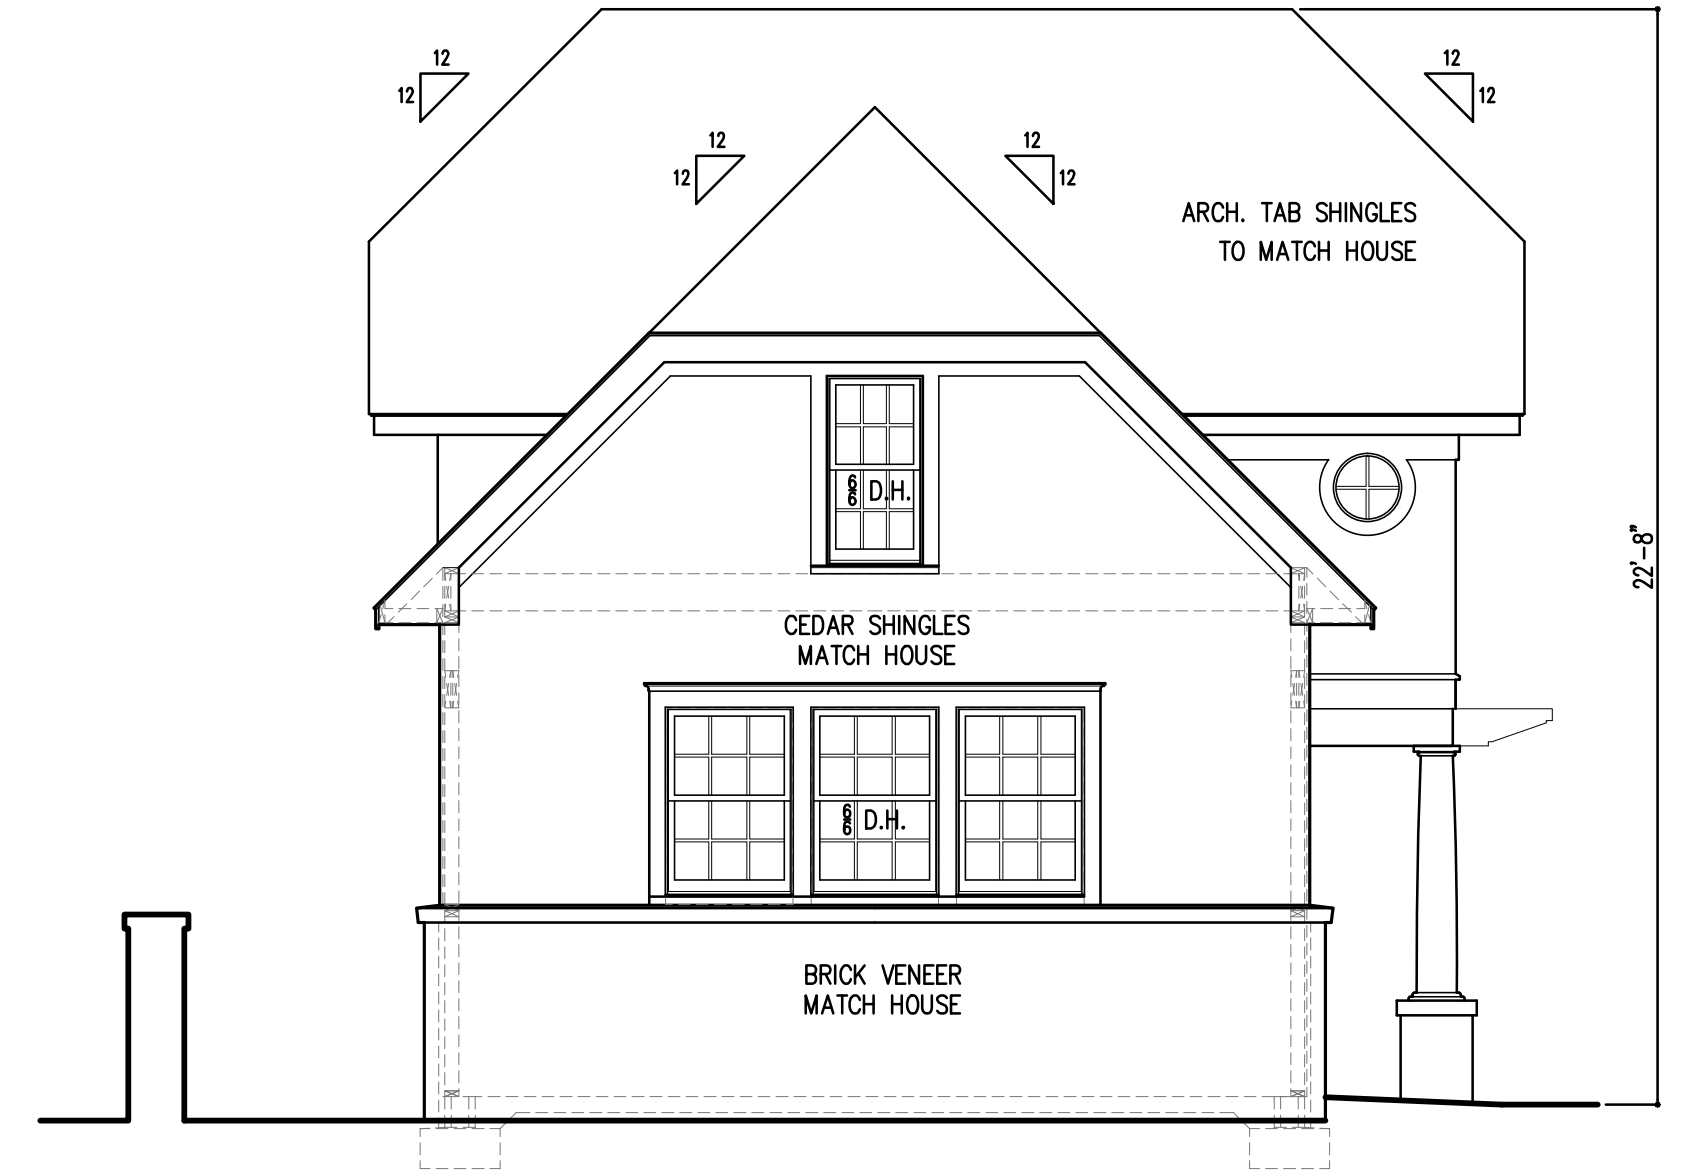 12
12
12
12
12
12
12
12
ARCH. TAB SHINGLES
TO MATCH HOUSE
6/6 D.H.
22'-8"
CEDAR SHINGLES
MATCH HOUSE
6/6 D.H.
BRICK VENEER
MATCH HOUSE